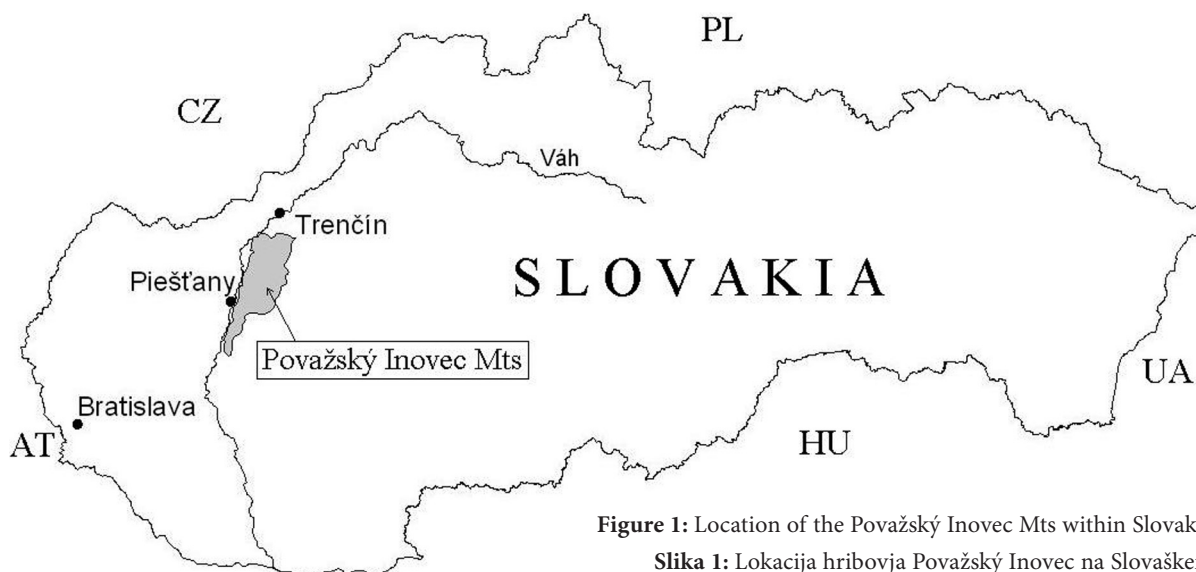 PL
CZ
Váh
Trenčín
Piešťany
SLOVAKIA
Považský Inovec Mts
UA
Bratislava
AT
HU
Figure 1: Location of the Považský Inovec Mts within Slovak
Slika 1: Lokacija hribovja Považský Inovec na Slovaške